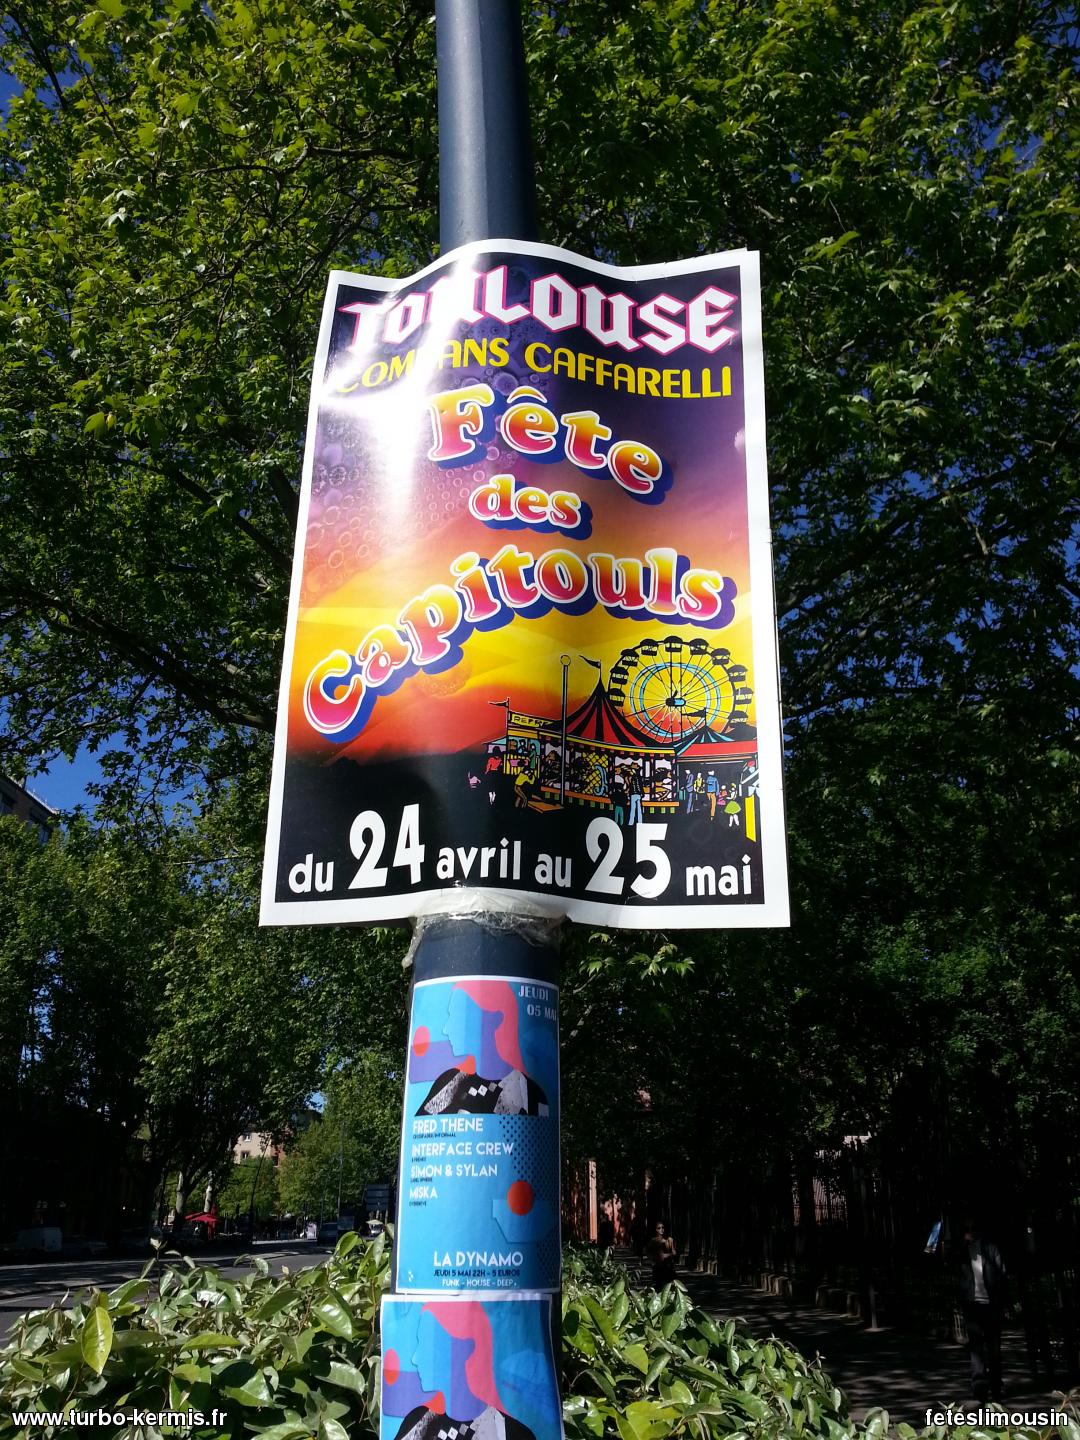 TOULOUSE
COMPANS CAFFARELLI
Fête
des
Capitouls
REFRE
du 24 avril au 25 mai
JEUDI
05 MAI
FRED THENE
INTERFACE CREW
SIMON & SYLAN
MISKA
LA DYNAMO
JEUDI 5 MAI 22H - 5 EUROS
FUNK - HOUSE - DEEP
www.turbo-kermis.fr
feteslimousin